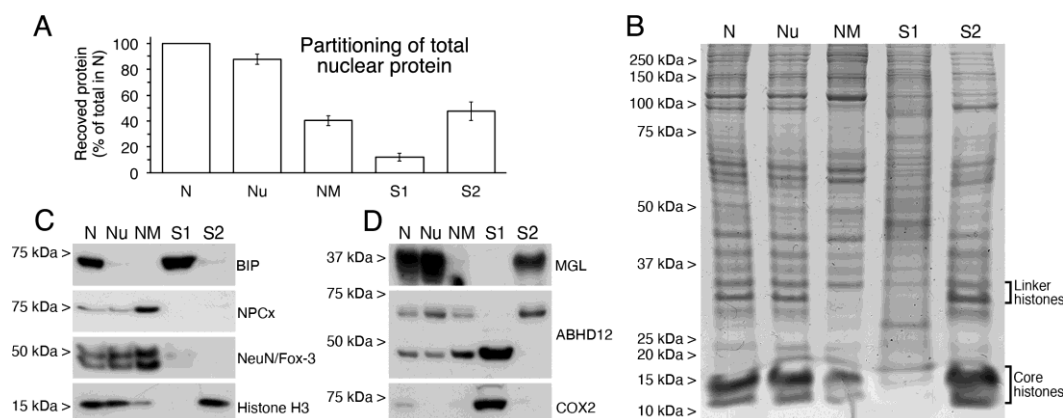 A
Partitioning of total
nuclear protein
Recovered protein
(% of total in N)
100
80
60
40
20
0
N Nu NM S1 S2
B
N Nu NM S1 S2
250 kDa >
150 kDa >
100 kDa >
75 kDa >
50 kDa >
37 kDa >
25 kDa >
20 kDa >
15 kDa >
10 kDa >
Linker
histones
Core
histones
C
N Nu NM S1 S2
75 kDa > BIP
75 kDa > NPCx
50 kDa > NeuN/Fox-3
15 kDa > Histone H3
D
N Nu NM S1 S2
37 kDa > MGL
75 kDa >
ABHD12
50 kDa >
75 kDa > COX2